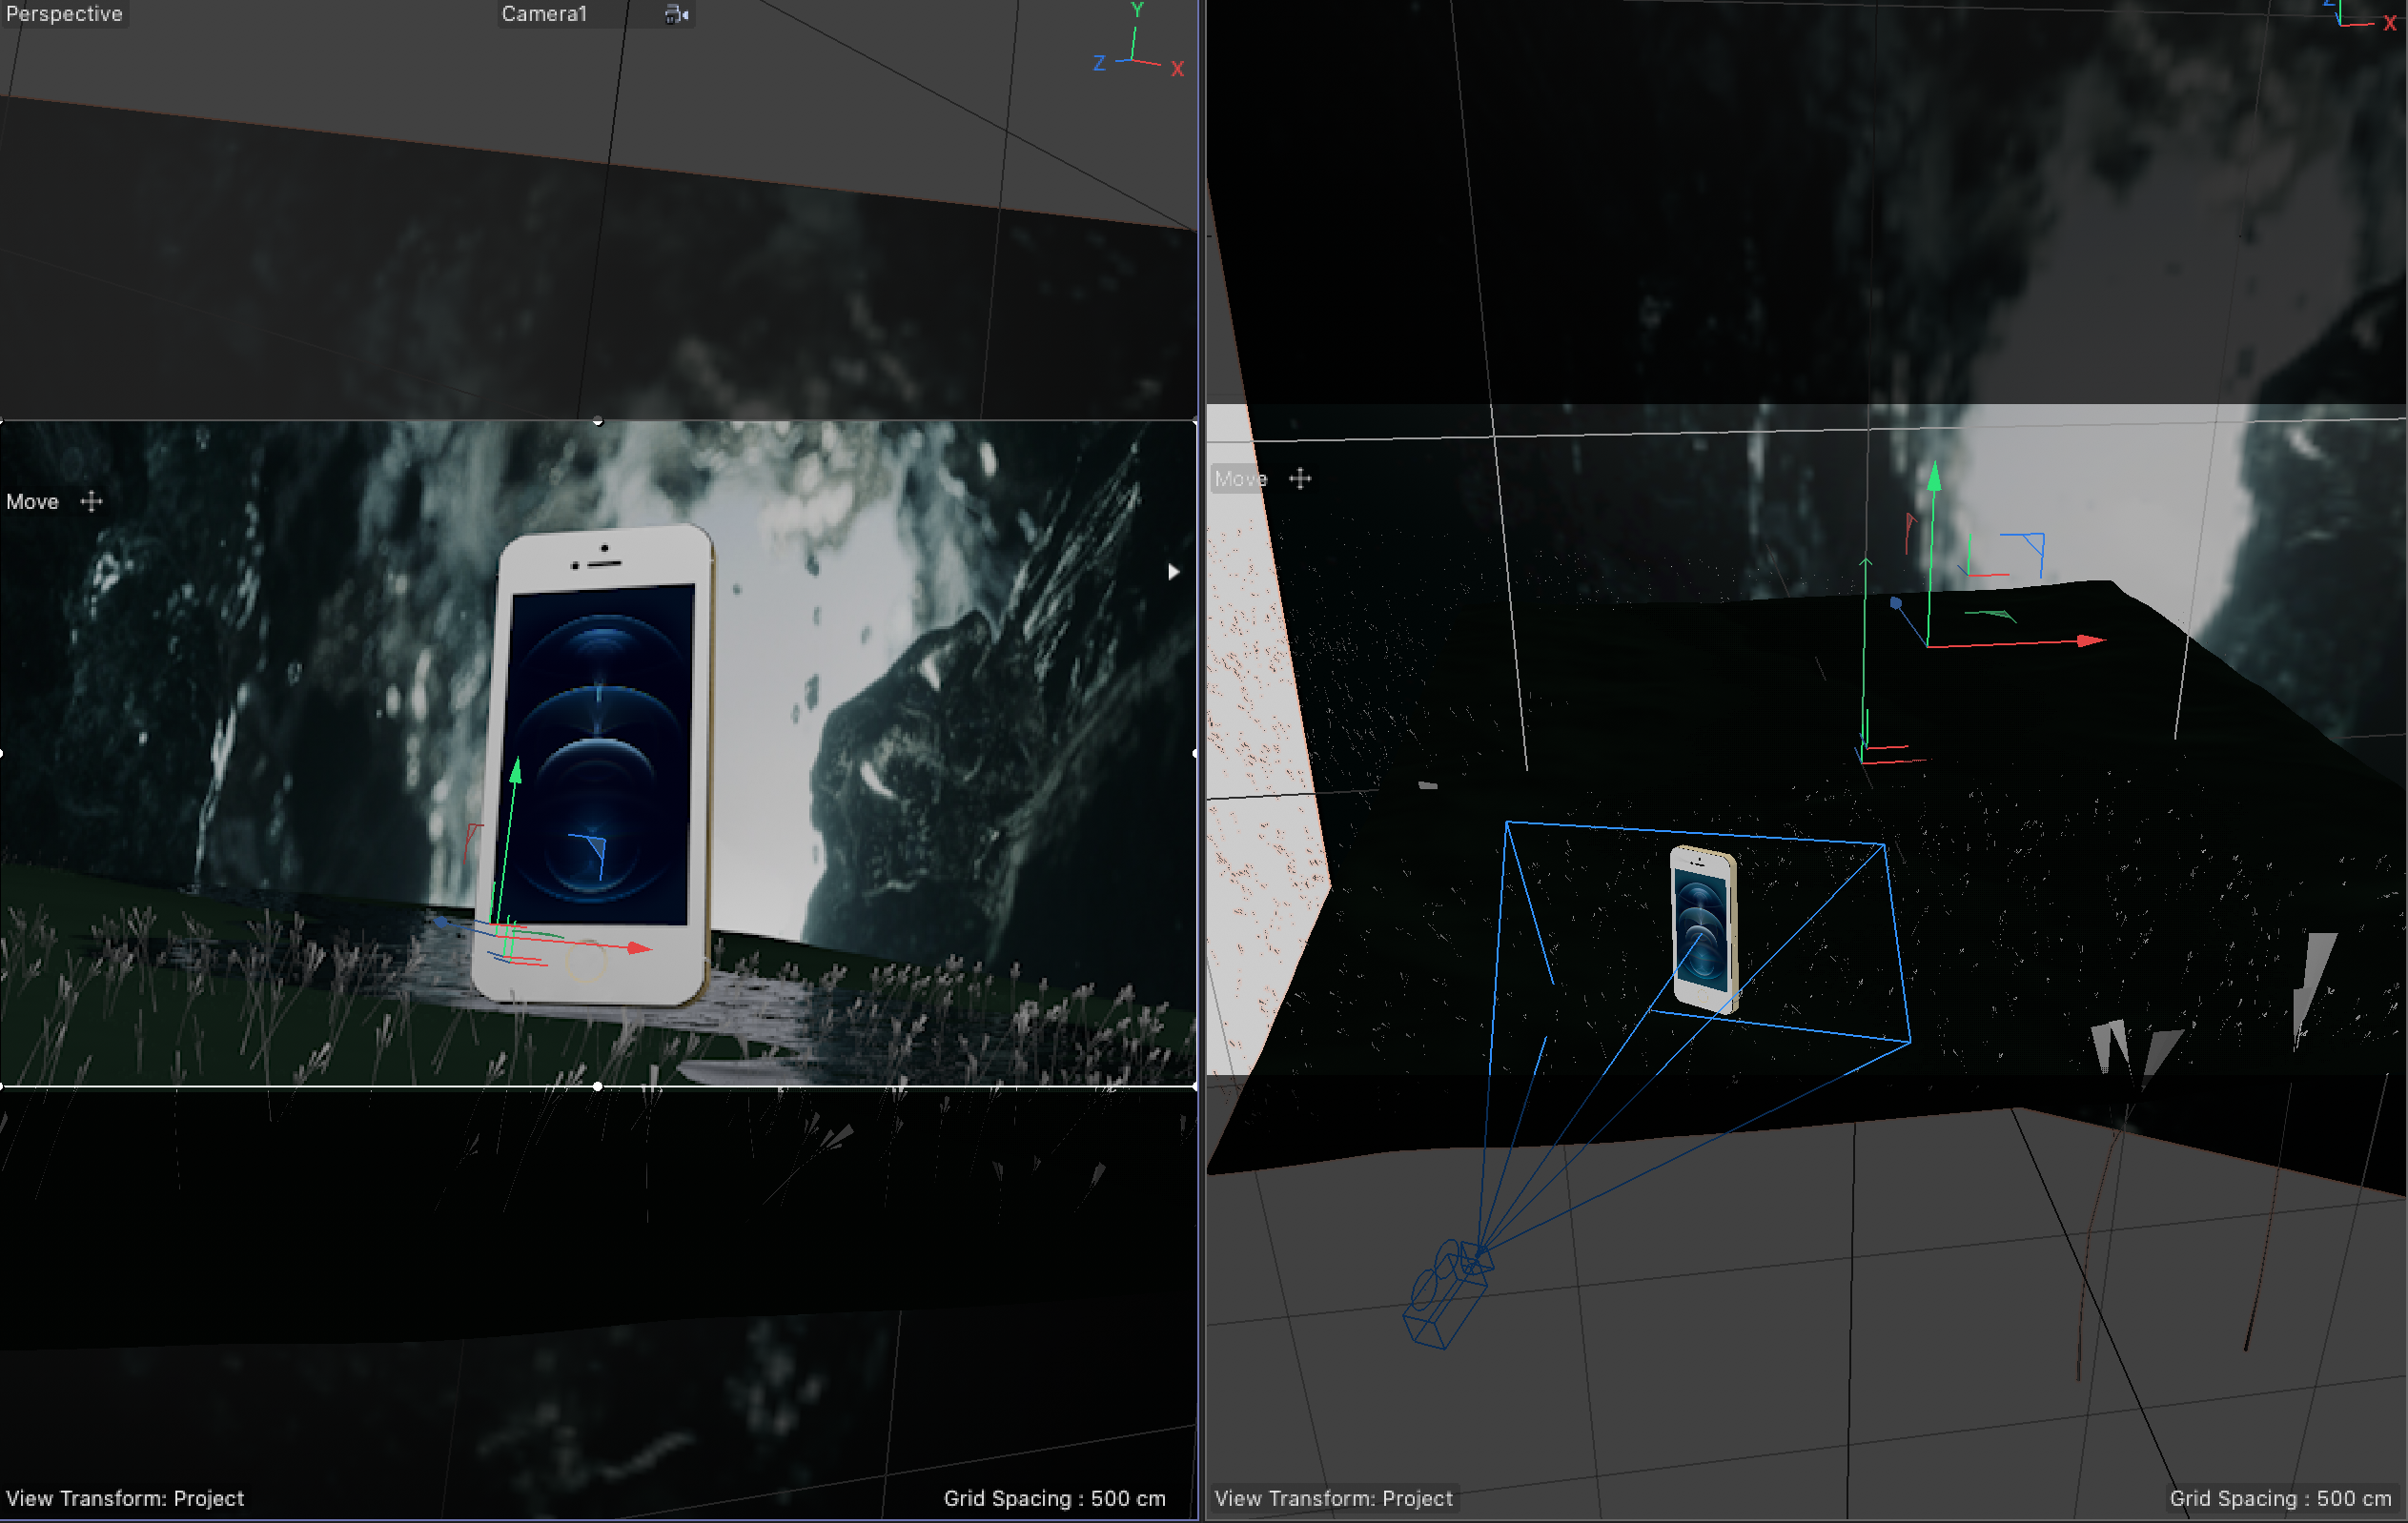 Perspective
Camera1
Y
Z
X
Z
X
Move
Move
View Transform: Project
Grid Spacing : 500 cm
View Transform: Project
Grid Spacing : 500 cm